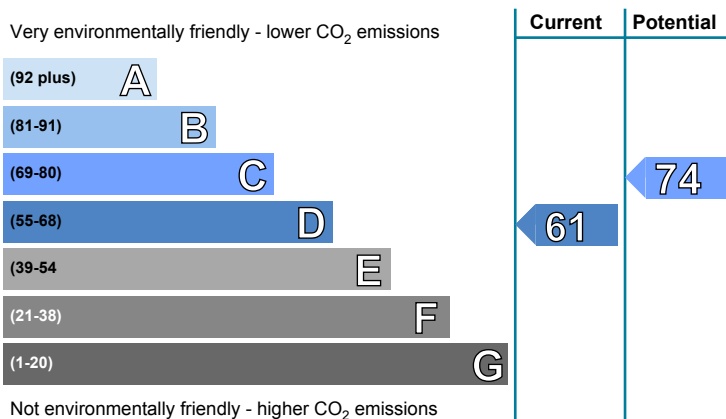 Current Potential
Very environmentally friendly - lower CO2 emissions
(92 plus) A
(81-91) B
(69-80) C
74
(55-68) D
61
(39-54 E
(21-38) F
(1-20) G
Not environmentally friendly - higher CO2 emissions